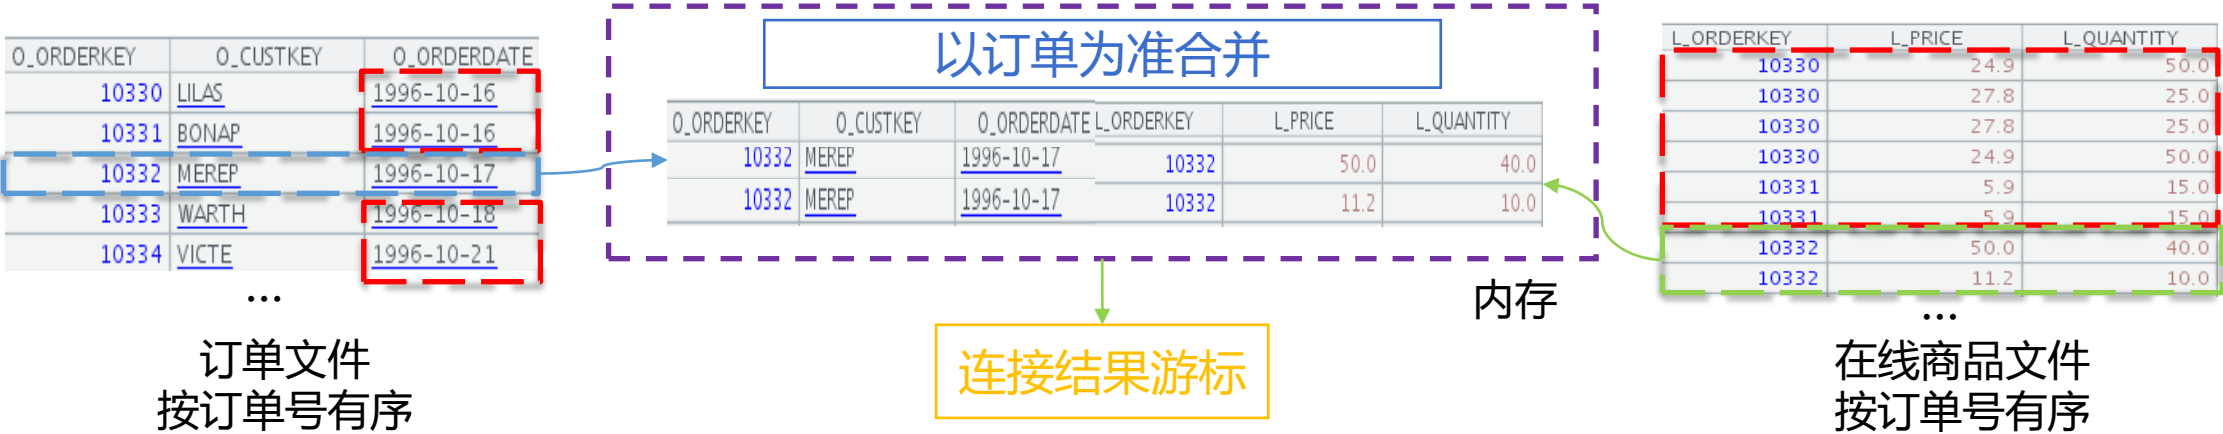 O_ORDERKEY O_CUSTKEY O_ORDERDATE
10330 LILAS 1996-10-16
10331 BONAP 1996-10-16
10332 MEREP 1996-10-17
10333 WARTH 1996-10-18
10334 VICTE 1996-10-21
...
订单文件
按订单号有序
以订单为准合并
O_ORDERKEY O_CUSTKEY O_ORDERDATE L_ORDERKEY L_PRICE L_QUANTITY
10332 MEREP 1996-10-17 10332 50.0 40.0
10332 MEREP 1996-10-17 10332 11.2 10.0
内存
连接结果游标
L_ORDERKEY L_PRICE L_QUANTITY
10330 24.9 50.0
10330 27.8 25.0
10330 27.8 25.0
10330 24.9 50.0
10331 5.9 15.0
10331 5.9 15.0
10332 50.0 40.0
10332 11.2 10.0
...
在线商品文件
按订单号有序